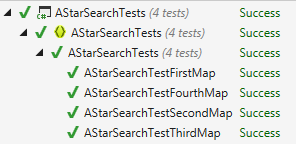 C# AStarSearchTests (4 tests) Success
AStarSearchTests (4 tests) Success
AStarSearchTests (4 tests) Success
AStarSearchTestFirstMap Success
AStarSearchTestFourthMap Success
AStarSearchTestSecondMap Success
AStarSearchTestThirdMap Success